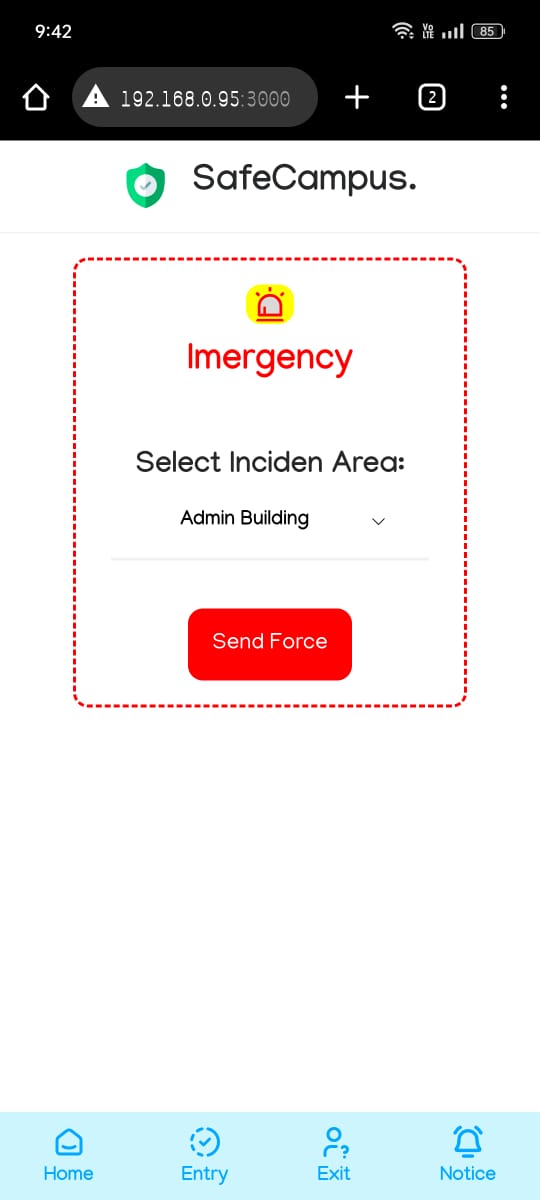 9:42
Vo
LTE
85
192.168.0.95:3000
2
SafeCampus.
Imergency
Select Inciden Area:
Admin Building
Send Force
Home
Entry
Exit
Notice